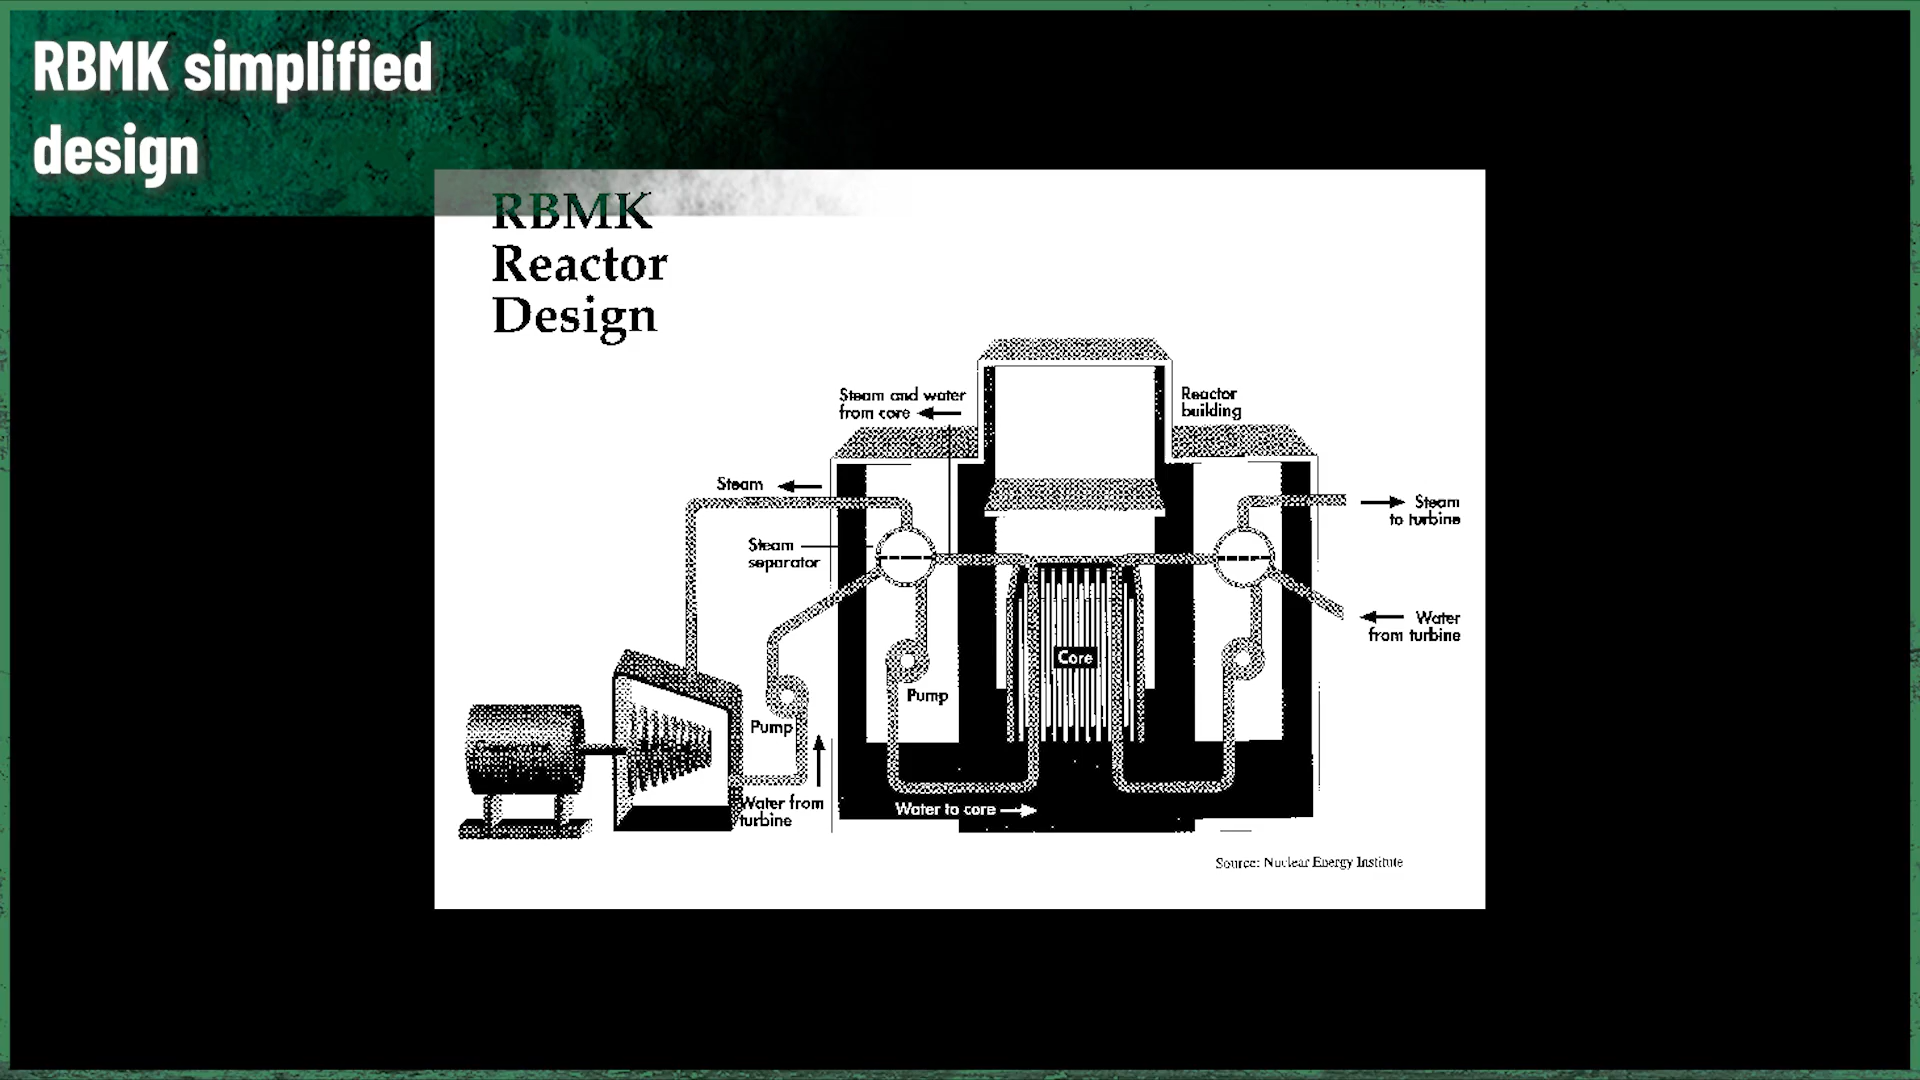 RBMK simplified
design
RBMK
Reactor
Design
Steam and water
from core
Reactor
building
Steam
Steam
to turbine
Steam
separator
Water
from turbine
Core
Pump
Pump
Generator
Water from
turbine
Water to core
Source: Nuclear Energy Institute